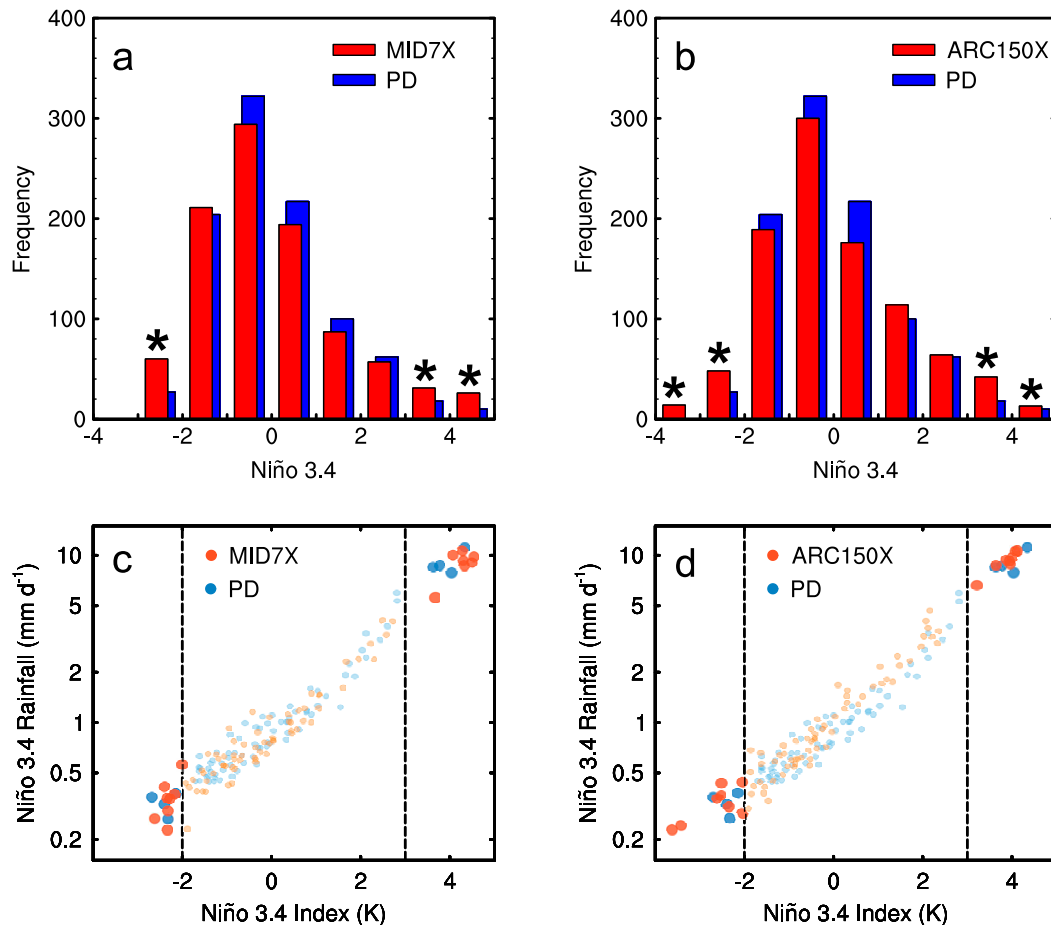 a
MID7X
PD
400
300
200
100
0
Frequency
-4
-2
0
2
4
Niño 3.4
* * *
b
ARC150X
PD
400
300
200
100
0
Frequency
-4
-2
0
2
4
Niño 3.4
* * * *
c
MID7X
PD
10
5
2
1
0.5
0.2
Niño 3.4 Rainfall (mm d⁻¹)
-2
0
2
4
Niño 3.4 Index (K)
d
ARC150X
PD
10
5
2
1
0.5
0.2
Niño 3.4 Rainfall (mm d⁻¹)
-2
0
2
4
Niño 3.4 Index (K)